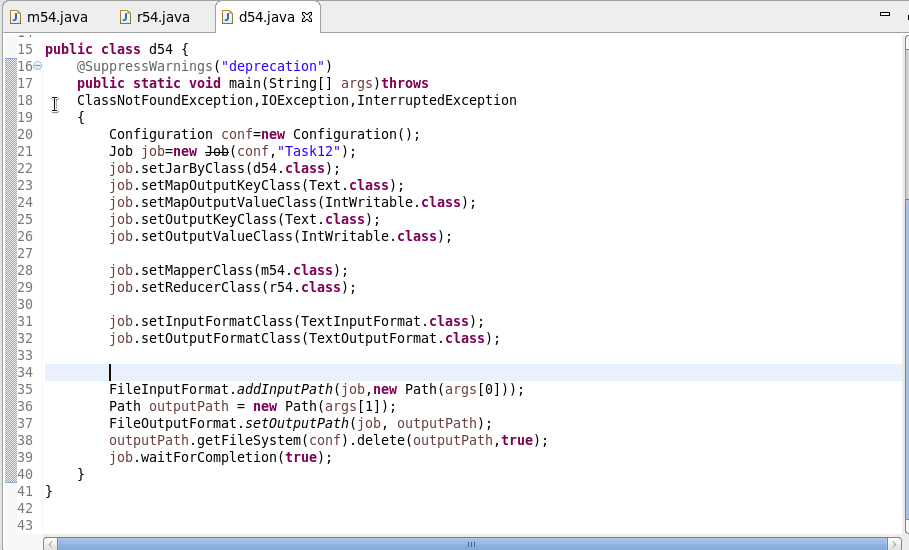 m54.java r54.java d54.java
15 public class d54 {
16 @SuppressWarnings("deprecation")
17 public static void main(String[] args)throws
18 ClassNotFoundException,IOException,InterruptedException
19 {
20 Configuration conf=new Configuration();
21 Job job=new Job(conf,"Task12");
22 job.setJarByClass(d54.class);
23 job.setMapOutputKeyClass(Text.class);
24 job.setMapOutputValueClass(IntWritable.class);
25 job.setOutputKeyClass(Text.class);
26 job.setOutputValueClass(IntWritable.class);
27
28 job.setMapperClass(m54.class);
29 job.setReducerClass(r54.class);
30
31 job.setInputFormatClass(TextInputFormat.class);
32 job.setOutputFormatClass(TextOutputFormat.class);
33
34
35 FileInputFormat.addInputPath(job,new Path(args[0]));
36 Path outputPath = new Path(args[1]);
37 FileOutputFormat.setOutputPath(job, outputPath);
38 outputPath.getFileSystem(conf).delete(outputPath,true);
39 job.waitForCompletion(true);
40 }
41 }
42
43